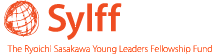 Sylff
The Ryoichi Sasakawa Young Leaders Fellowship Fund